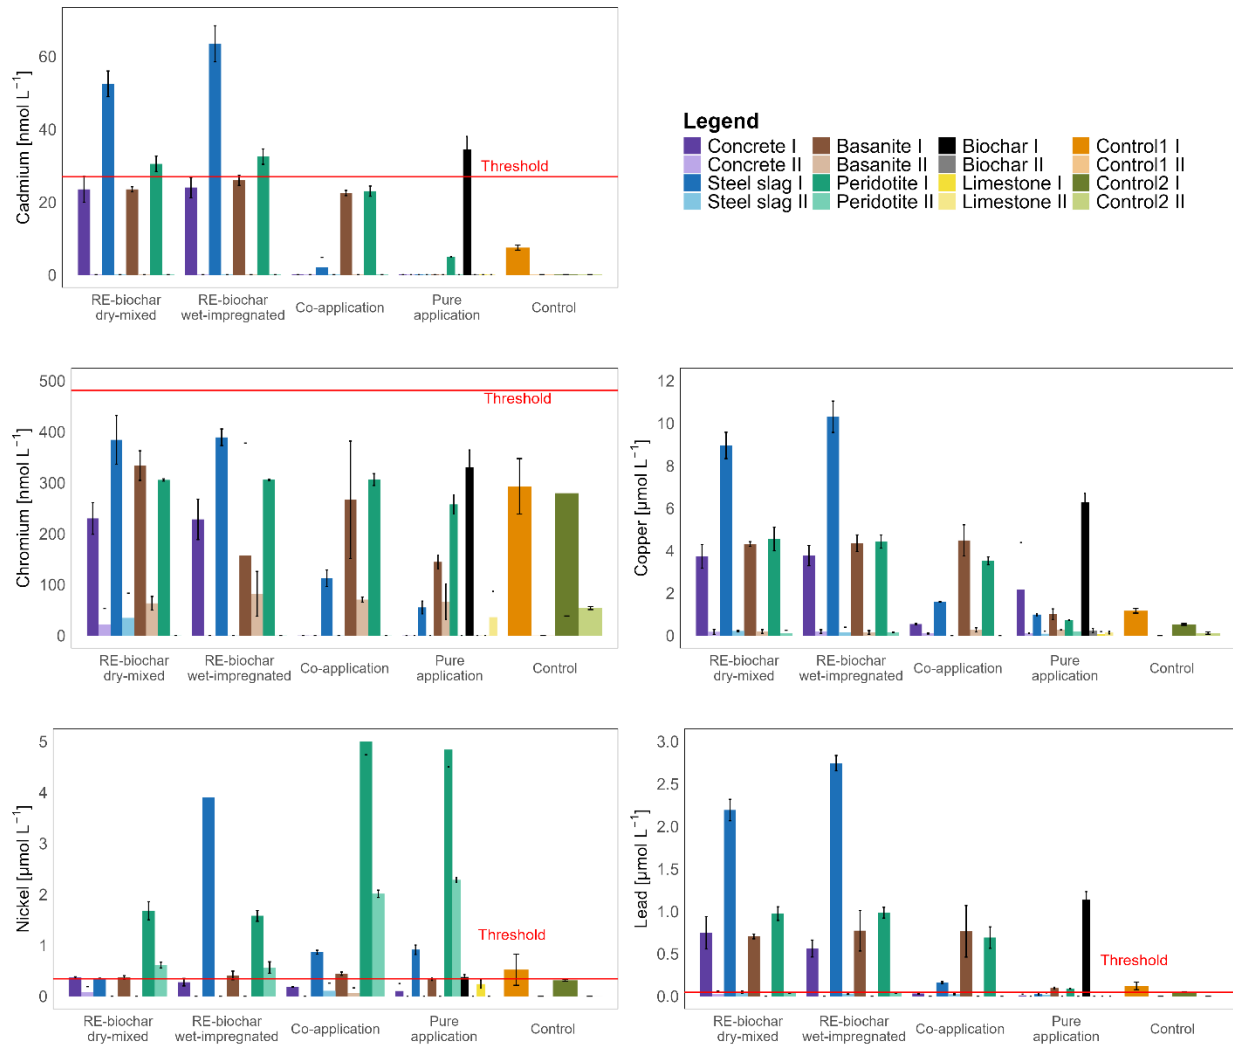 Cadmium [nmol L⁻¹]
60
40
20
0
Threshold
RE-biochar
dry-mixed
RE-biochar
wet-impregnated
Co-application
Pure
application
Control
Legend
Concrete I
Concrete II
Steel slag I
Steel slag II
Basanite I
Basanite II
Peridotite I
Peridotite II
Biochar I
Biochar II
Limestone I
Limestone II
Control1 I
Control1 II
Control2 I
Control2 II
Chromium [nmol L⁻¹]
500
400
300
200
100
0
Threshold
RE-biochar
dry-mixed
RE-biochar
wet-impregnated
Co-application
Pure
application
Control
Copper [µmol L⁻¹]
12
10
8
6
4
2
0
RE-biochar
dry-mixed
RE-biochar
wet-impregnated
Co-application
Pure
application
Control
Nickel [µmol L⁻¹]
5
4
3
2
1
0
Threshold
RE-biochar
dry-mixed
RE-biochar
wet-impregnated
Co-application
Pure
application
Control
Lead [µmol L⁻¹]
3.0
2.5
2.0
1.5
1.0
0.5
0.0
Threshold
RE-biochar
dry-mixed
RE-biochar
wet-impregnated
Co-application
Pure
application
Control